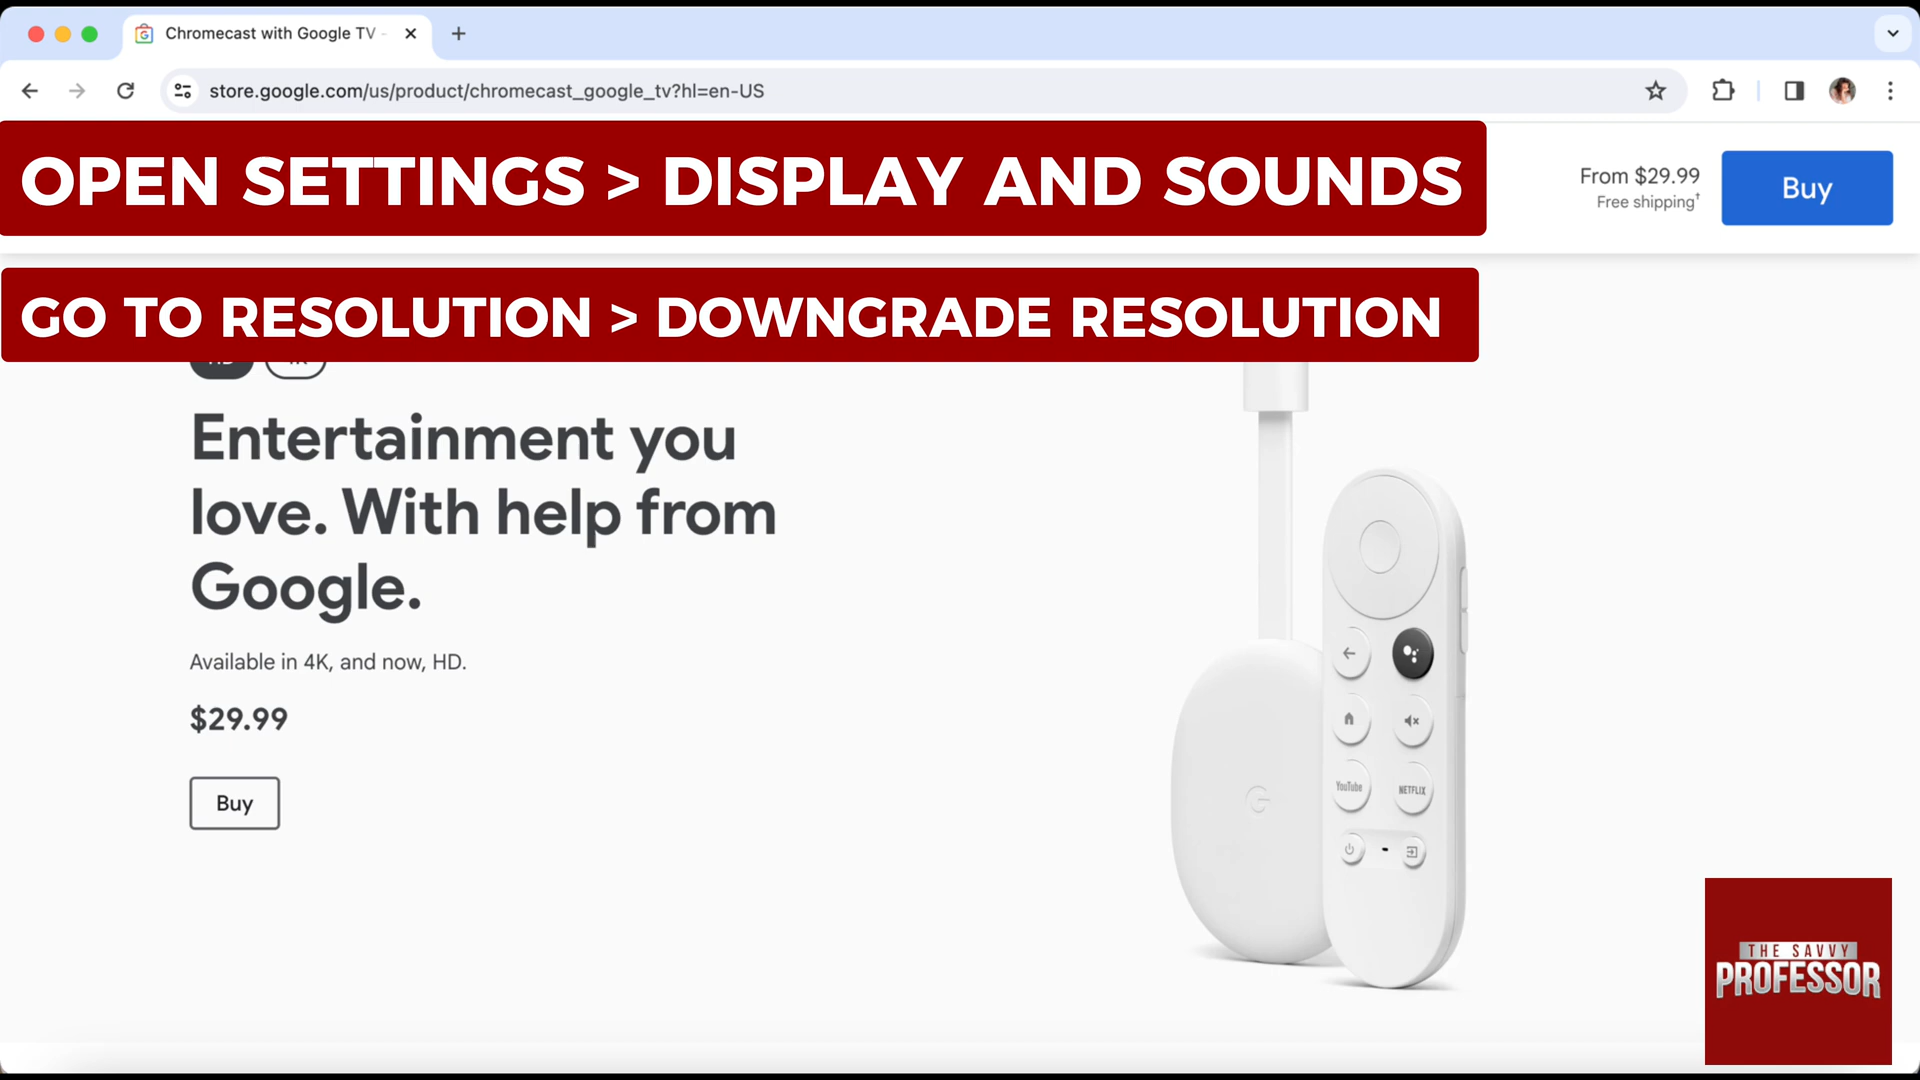 Chromecast with Google TV -
store.google.com/us/product/chromecast_google_tv?hl=en-US
OPEN SETTINGS > DISPLAY AND SOUNDS
From $29.99
Free shipping†
Buy
GO TO RESOLUTION > DOWNGRADE RESOLUTION
Entertainment you
love. With help from
Google.
Available in 4K, and now, HD.
$29.99
Buy
YouTube
NETFLIX
THE SAVVY
PROFESSOR